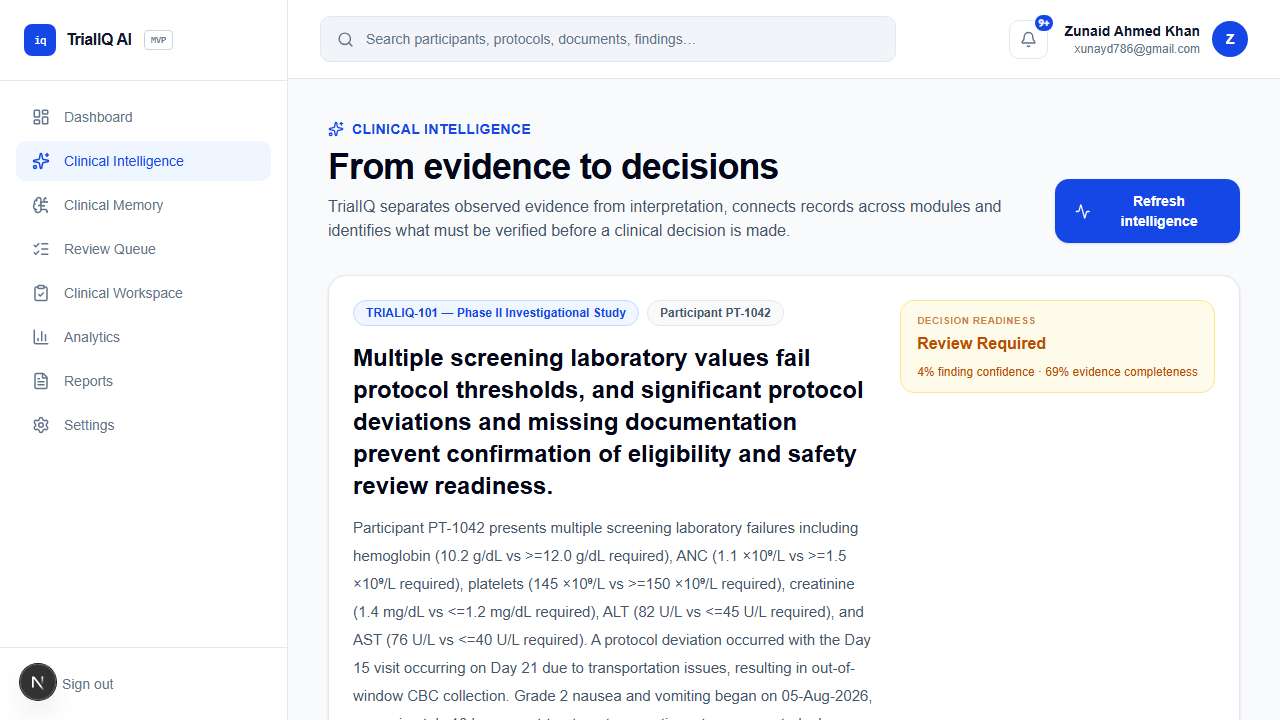 iq TrialIQ AI MVP
Search participants, protocols, documents, findings…
9+
Zunaid Ahmed Khan
xunayd786@gmail.com
Z
Dashboard
Clinical Intelligence
Clinical Memory
Review Queue
Clinical Workspace
Analytics
Reports
Settings
N Sign out
CLINICAL INTELLIGENCE
From evidence to decisions
TrialIQ separates observed evidence from interpretation, connects records across modules and
identifies what must be verified before a clinical decision is made.
Refresh
intelligence
TRIALIQ-101 — Phase II Investigational Study
Participant PT-1042
Multiple screening laboratory values fail
protocol thresholds, and significant protocol
deviations and missing documentation
prevent confirmation of eligibility and safety
review readiness.
Participant PT-1042 presents multiple screening laboratory failures including
hemoglobin (10.2 g/dL vs >=12.0 g/dL required), ANC (1.1 ×10⁹/L vs >=1.5
×10⁹/L required), platelets (145 ×10⁹/L vs >=150 ×10⁹/L required), creatinine
(1.4 mg/dL vs <=1.2 mg/dL required), ALT (82 U/L vs <=45 U/L required), and
AST (76 U/L vs <=40 U/L required). A protocol deviation occurred with the Day
15 visit occurring on Day 21 due to transportation issues, resulting in out-of-
window CBC collection. Grade 2 nausea and vomiting began on 05-Aug-2026,
DECISION READINESS
Review Required
4% finding confidence · 69% evidence completeness